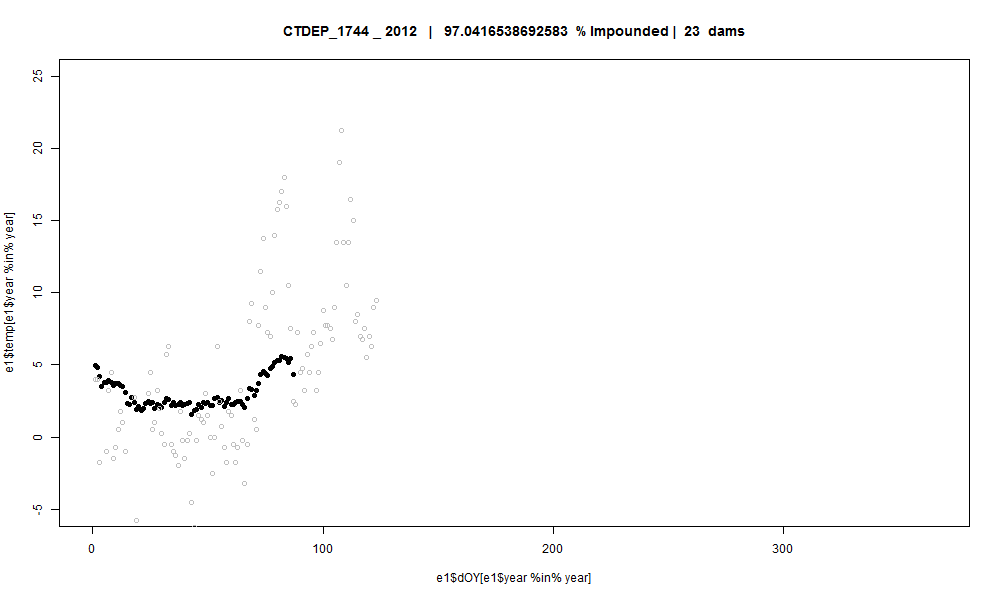 CTDEP_1744 _ 2012 | 97.0416538692583 % Impounded | 23 dams
25
20
15
10
5
0
-5
e1$temp[e1$year %in% year]
0 100 200 300
e1$dOY[e1$year %in% year]